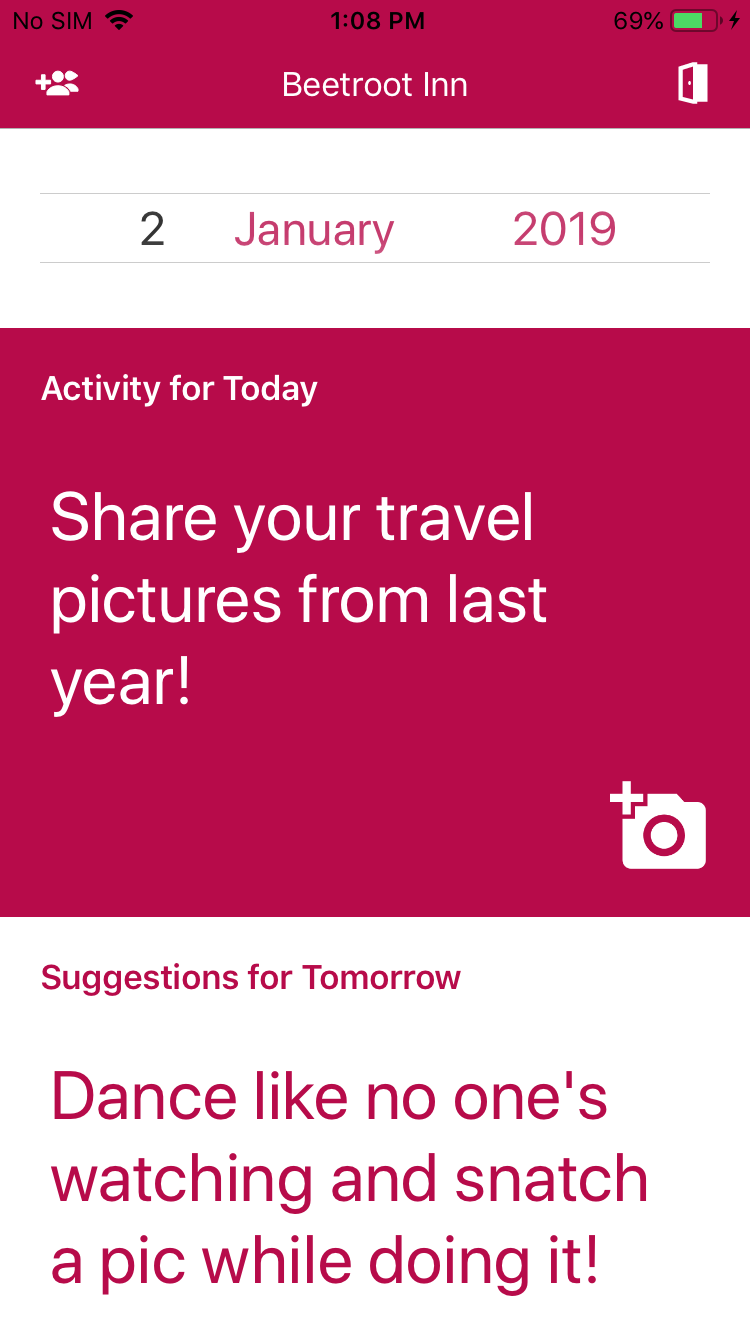 No SIM 1:08 PM 69%
Beetroot Inn
2 January 2019
Activity for Today
Share your travel
pictures from last
year!
Suggestions for Tomorrow
Dance like no one's
watching and snatch
a pic while doing it!